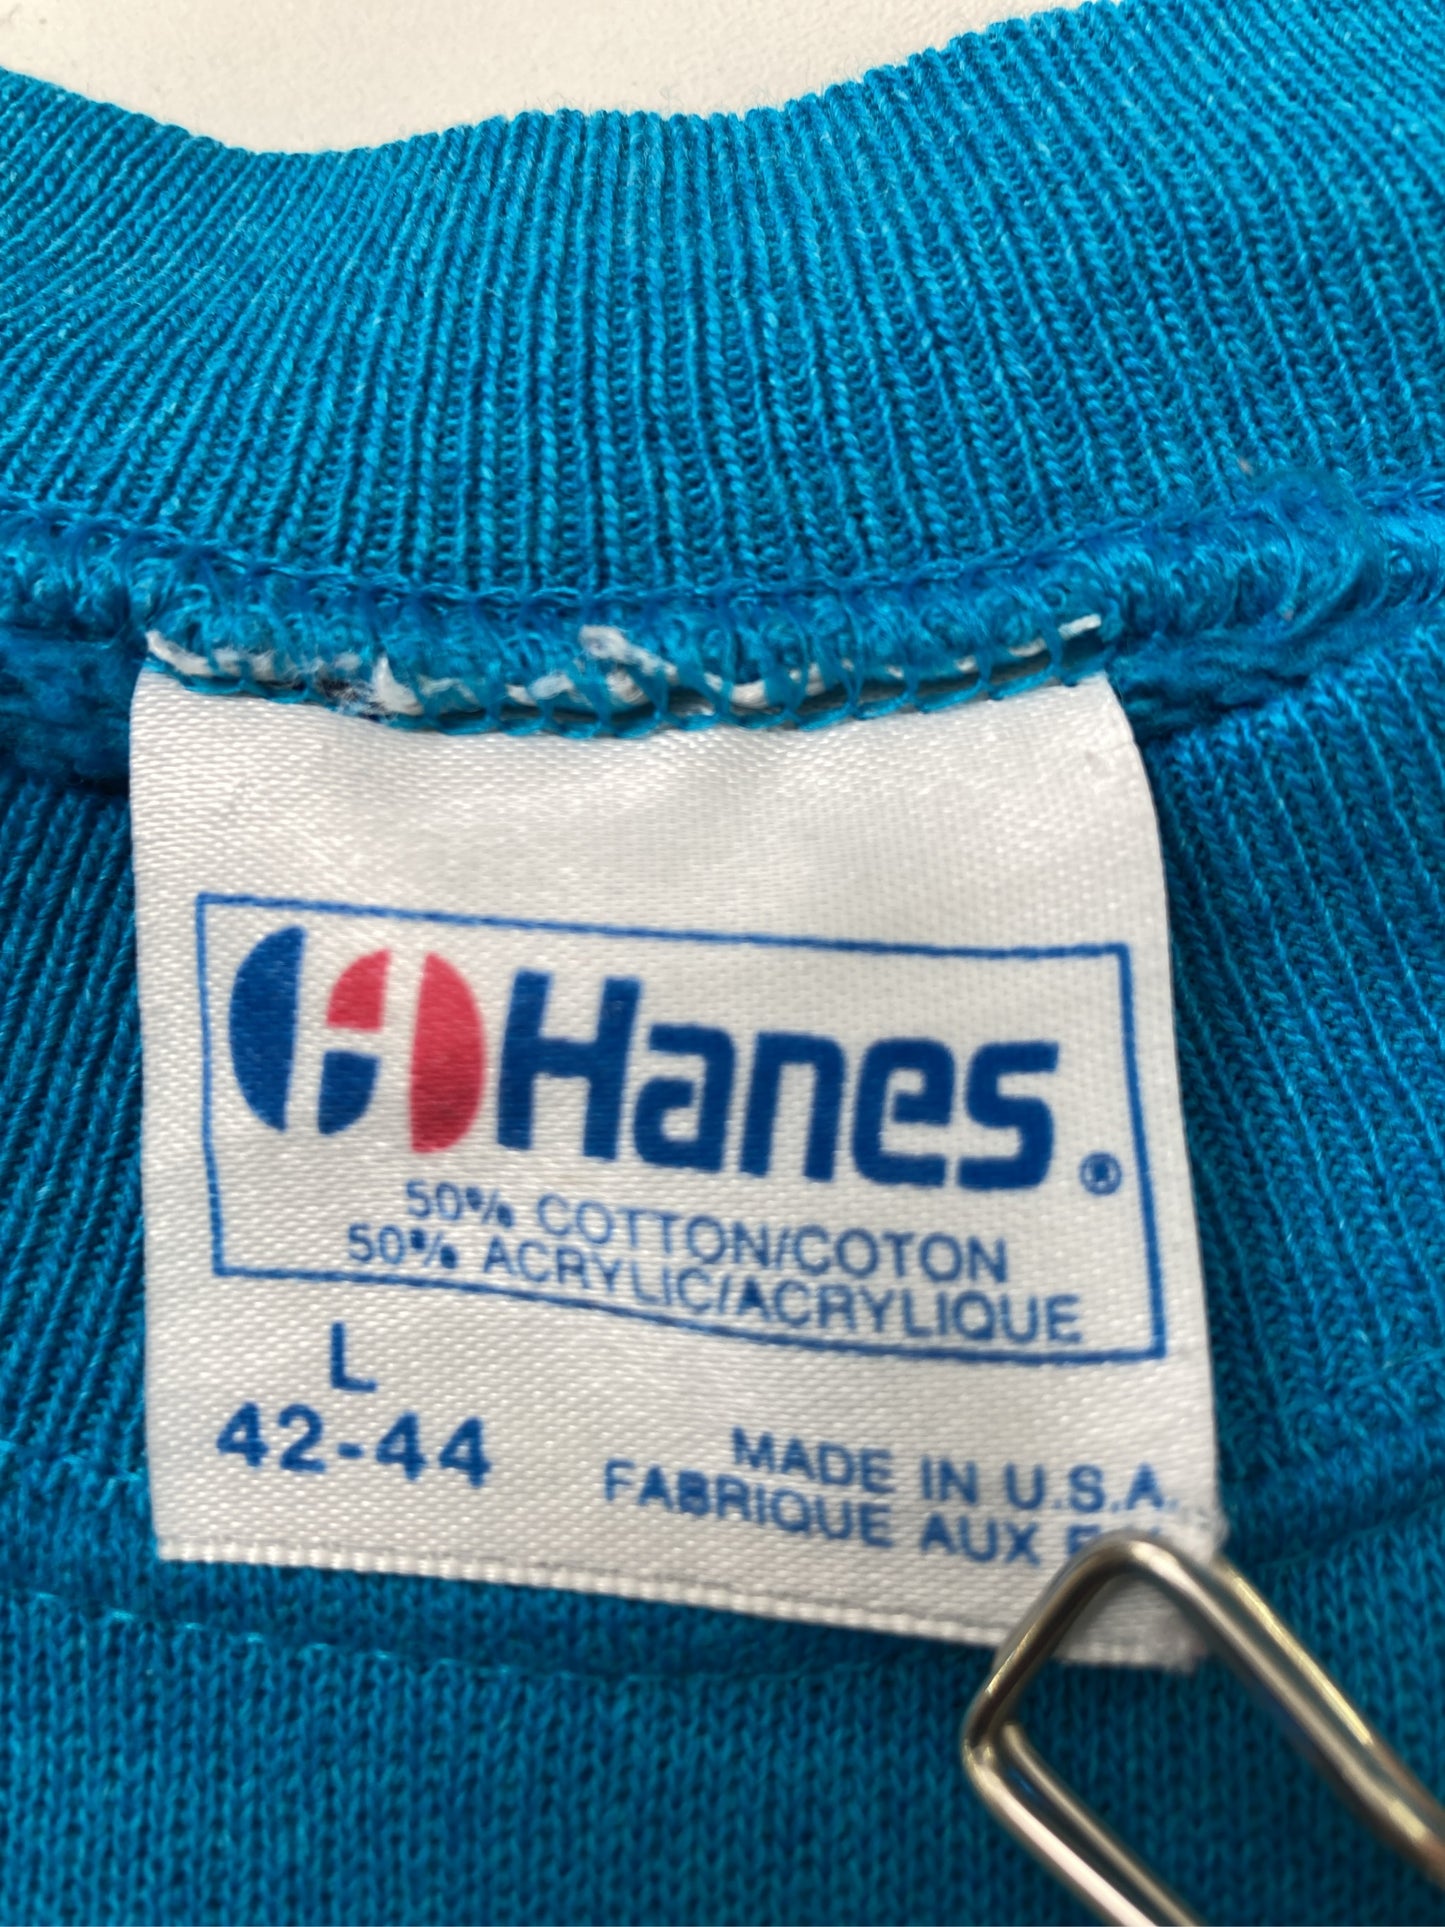 Hanes®
50% COTTON/COTON
50% ACRYLIC/ACRYLIQUE
L
42-44
MADE IN U.S.A.
FABRIQUE AUX